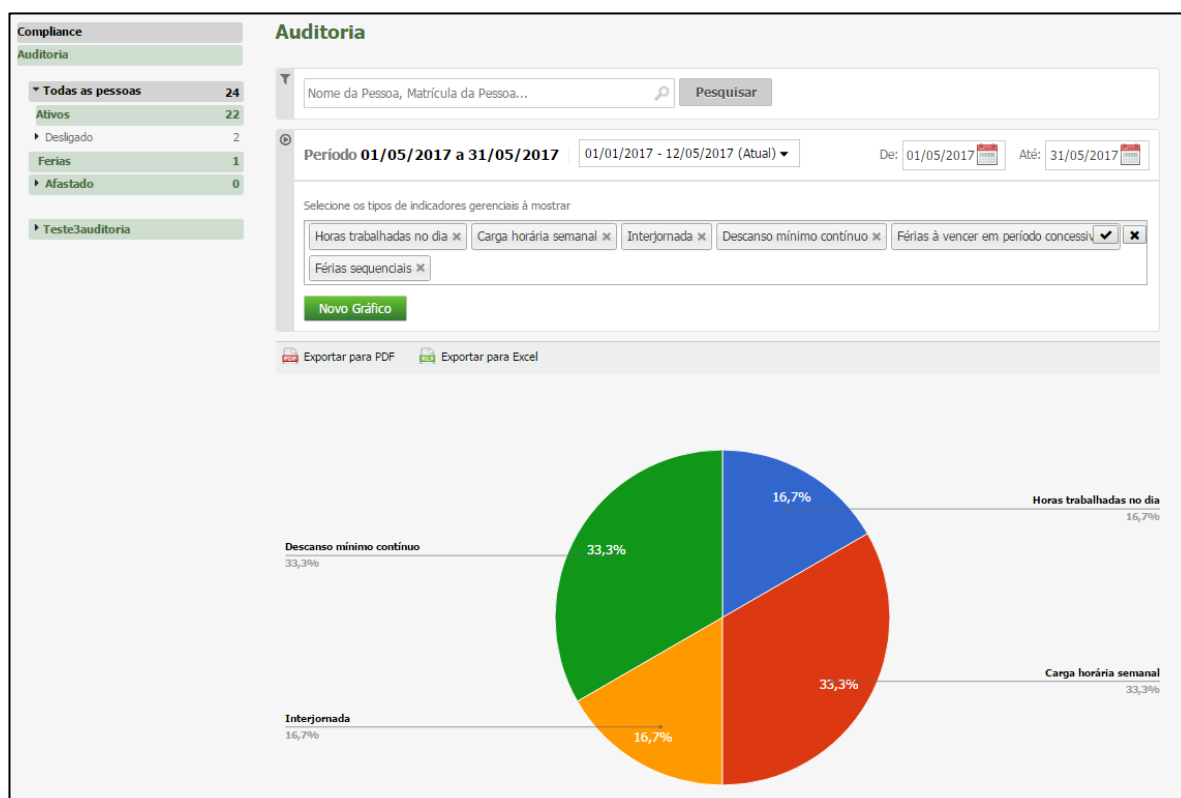 Compliance
Auditoria
Todas as pessoas 24
Ativos 22
Desligado 2
Ferias 1
Afastado 0
Teste3auditoria
Auditoria
Nome da Pessoa, Matrícula da Pessoa... Pesquisar
Período 01/05/2017 a 31/05/2017 01/01/2017 - 12/05/2017 (Atual) De: 01/05/2017 Até: 31/05/2017
Selecione os tipos de indicadores gerenciais à mostrar
Horas trabalhadas no dia Carga horária semanal Interjornada Descanso mínimo contínuo Férias à vencer em período concessiv
Férias sequenciais
Novo Gráfico
Exportar para PDF Exportar para Excel
16,7%
Horas trabalhadas no dia
16,7%
Descanso mínimo contínuo
33,3%
33,3%
Carga horária semanal
33,3%
33,3%
Interjornada
16,7%
16,7%